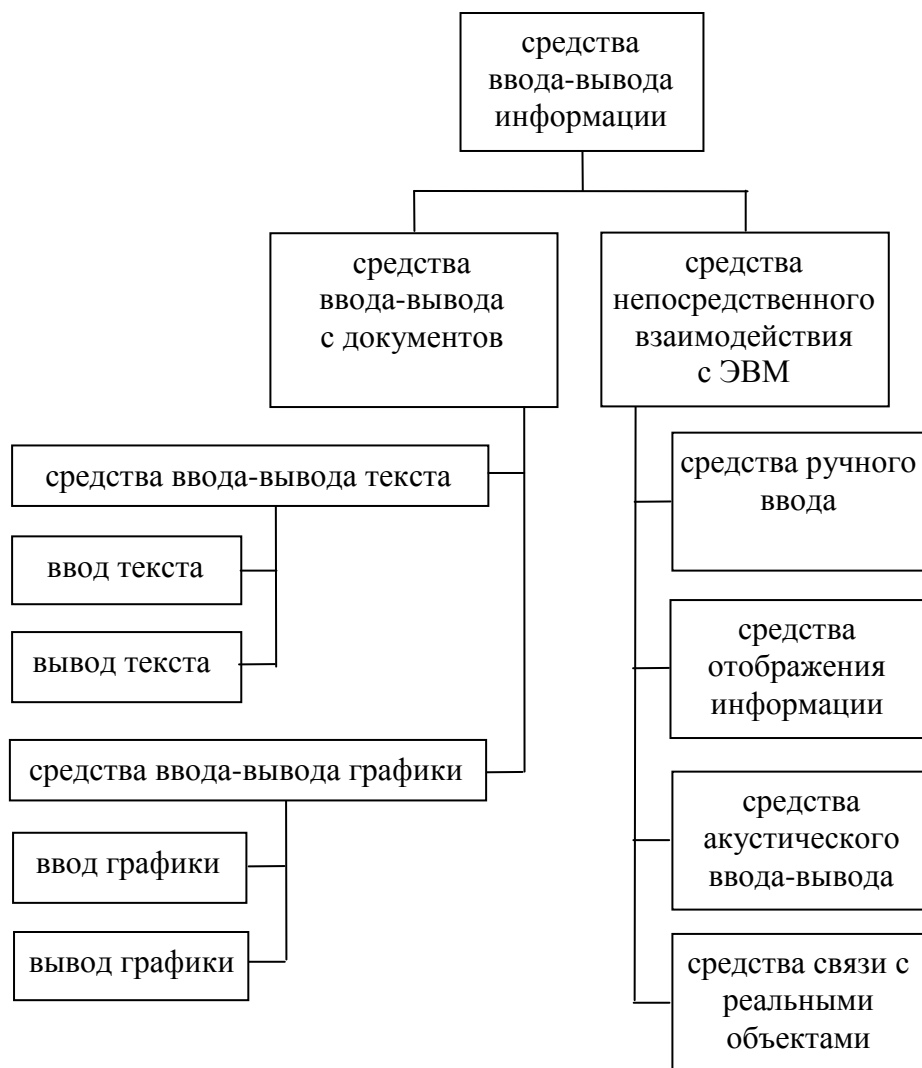 средства
ввода-вывода
информации
средства
ввода-вывода
с документов
средства
непосредственного
взаимодействия
с ЭВМ
средства ввода-вывода текста
ввод текста
вывод текста
средства ввода-вывода графики
ввод графики
вывод графики
средства ручного
ввода
средства
отображения
информации
средства
акустического
ввода-вывода
средства связи с
реальными
объектами